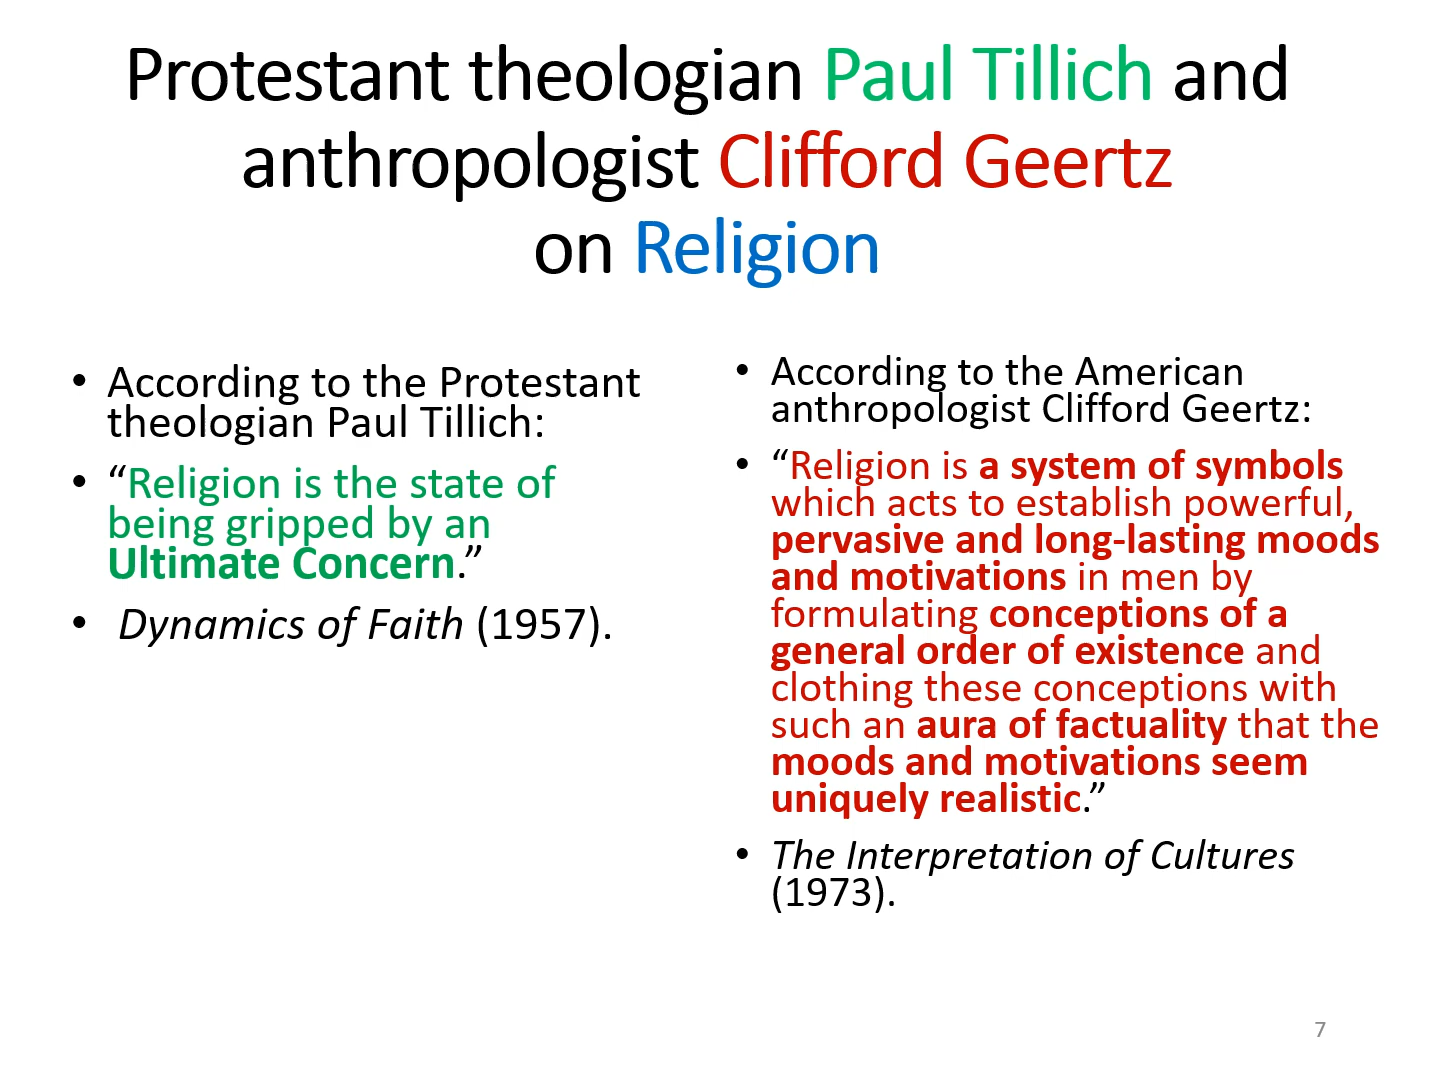 Protestant theologian Paul Tillich and
anthropologist Clifford Geertz
on Religion
• According to the Protestant
theologian Paul Tillich:
• “Religion is the state of
being gripped by an
Ultimate Concern.”
• Dynamics of Faith (1957).
• According to the American
anthropologist Clifford Geertz:
• “Religion is a system of symbols
which acts to establish powerful,
pervasive and long-lasting moods
and motivations in men by
formulating conceptions of a
general order of existence and
clothing these conceptions with
such an aura of factuality that the
moods and motivations seem
uniquely realistic.”
• The Interpretation of Cultures
(1973).
7